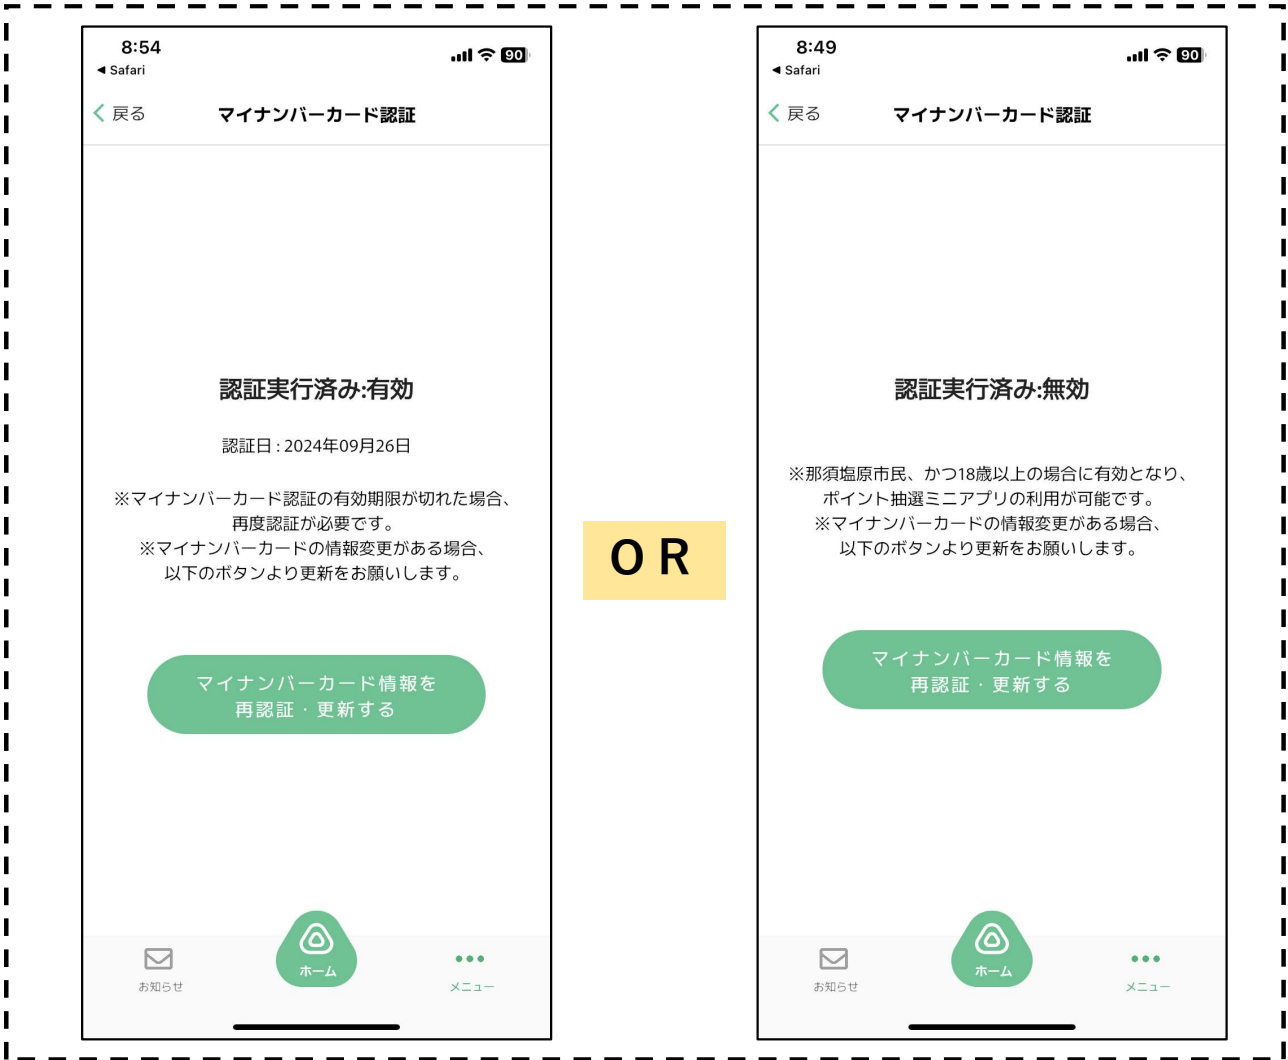 8:54
90
◀ Safari
戻る
マイナンバーカード認証
認証実行済み:有効
認証日 : 2024年09月26日
※マイナンバーカード認証の有効期限が切れた場合、
再度認証が必要です。
※マイナンバーカードの情報変更がある場合、
以下のボタンより更新をお願いします。
マイナンバーカード情報を
再認証・更新する
お知らせ
ホーム
メニュー
OR
8:49
90
◀ Safari
戻る
マイナンバーカード認証
認証実行済み:無効
※那須塩原市民、かつ18歳以上の場合に有効となり、
ポイント抽選ミニアプリの利用が可能です。
※マイナンバーカードの情報変更がある場合、
以下のボタンより更新をお願いします。
マイナンバーカード情報を
再認証・更新する
お知らせ
ホーム
メニュー